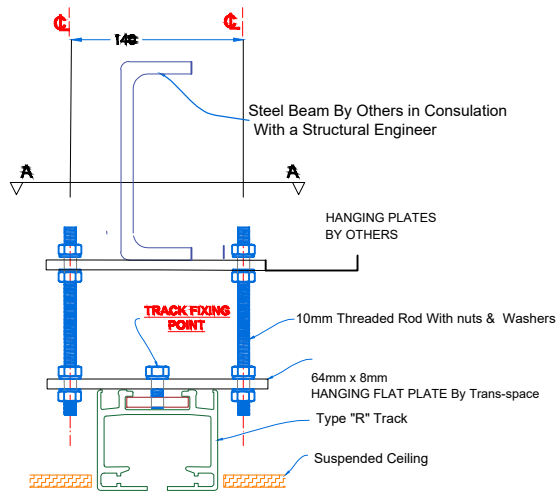 ℄ ℄
148
Steel Beam By Others in Consulation
With a Structural Engineer
A A
HANGING PLATES
BY OTHERS
TRACK FIXING
POINT
10mm Threaded Rod With nuts & Washers
64mm x 8mm
HANGING FLAT PLATE By Trans-space
Type "R" Track
Suspended Ceiling